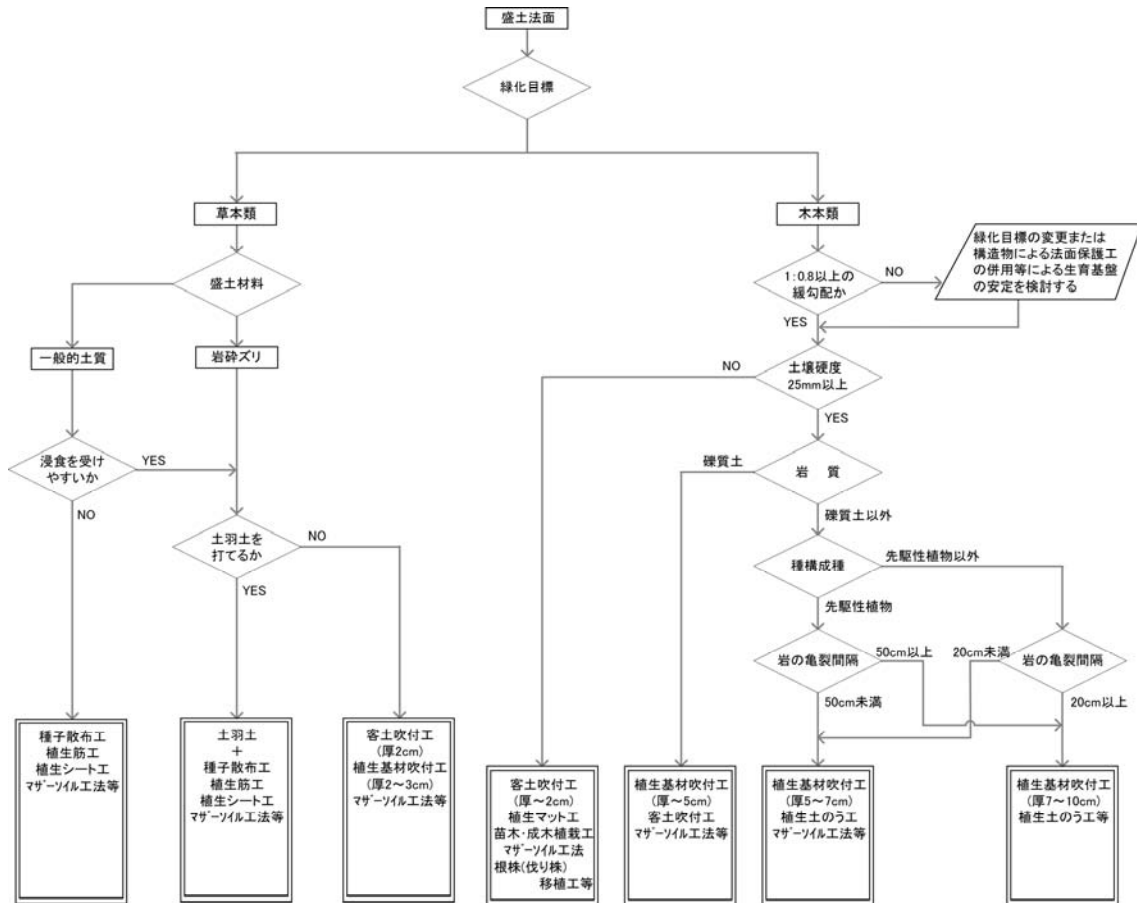 盛土法面
緑化目標
草本類
木本類
盛土材料
1:0.8以上の
緩勾配か
NO
緑化目標の変更または
構造物による法面保護工
の併用等による生育基盤
の安定を検討する
YES
一般的土質
岩砕ズリ
NO
土壌硬度
25mm以上
YES
浸食を受け
やすいか
YES
礫質土
岩 質
NO
礫質土以外
土羽土を
打てるか
NO
種構成種
先駆性植物以外
YES
先駆性植物
岩の亀裂間隔
50cm以上
20cm未満
岩の亀裂間隔
50cm未満
20cm以上
種子散布工
植生筋工
植生シート工
マザーソイル工法等
土羽土
+
種子散布工
植生筋工
植生シート工
マザーソイル工法等
客土吹付工
(厚2cm)
植生基材吹付工
(厚2~3cm)
マザーソイル工法等
客土吹付工
(厚~2cm)
植生マット工
苗木・成木植栽工
マザーソイル工法
根株(伐り株)
移植工等
植生基材吹付工
(厚~5cm)
客土吹付工
マザーソイル工法等
植生基材吹付工
(厚5~7cm)
植生土のう工
マザーソイル工法等
植生基材吹付工
(厚7~10cm)
植生土のう工等